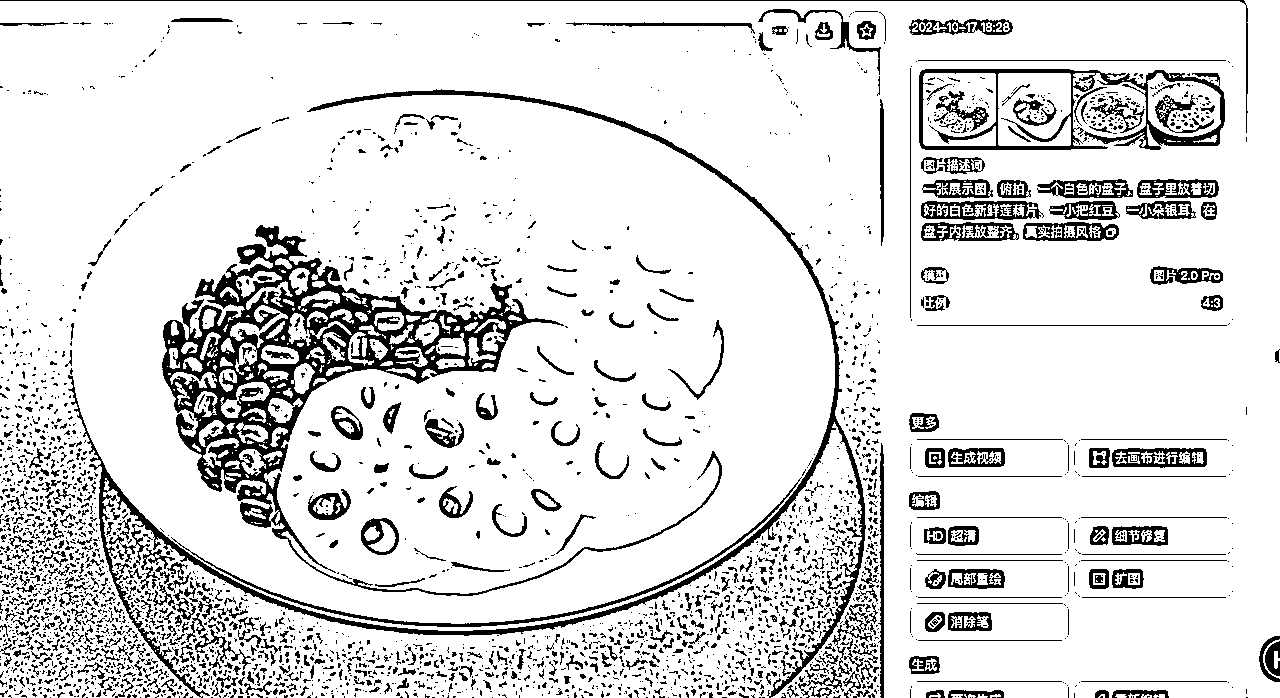 2024-10-17 18:28
图片描述词
一张展示图，俯拍，一个白色的盘子，盘子里放着切
好的白色新鲜莲藕片、一小把红豆、一小朵银耳，在
盘子内摆放整齐，真实拍摄风格
模型
图片 2.0 Pro
比例
4:3
更多
生成视频
去画布进行编辑
编辑
HD 超清
细节修复
局部重绘
扩图
消除笔
生成